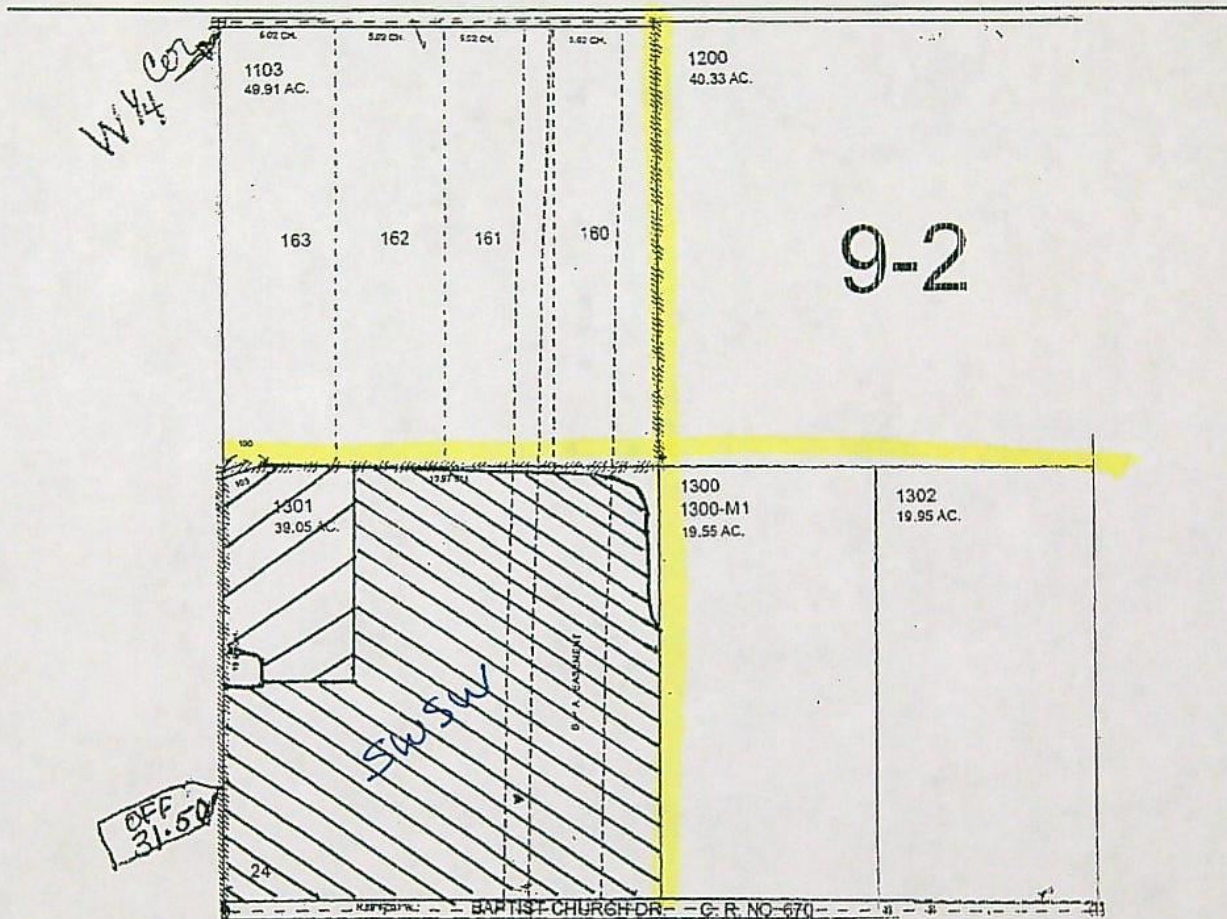 5.02 CH.
5.02 CH.
5.02 CH.
5.02 CH.
W 1/4 Cor
1103
49.91 AC.
1200
40.33 AC.
163
162
161
160
9-2
100
103
1301
39.05 AC.
1300
1300-M1
19.55 AC.
1302
19.95 AC.
B.P.A. EASEMENT
SWSW
OFF
31.50
24
BAPTIST CHURCH DR. C. R. NO. 670